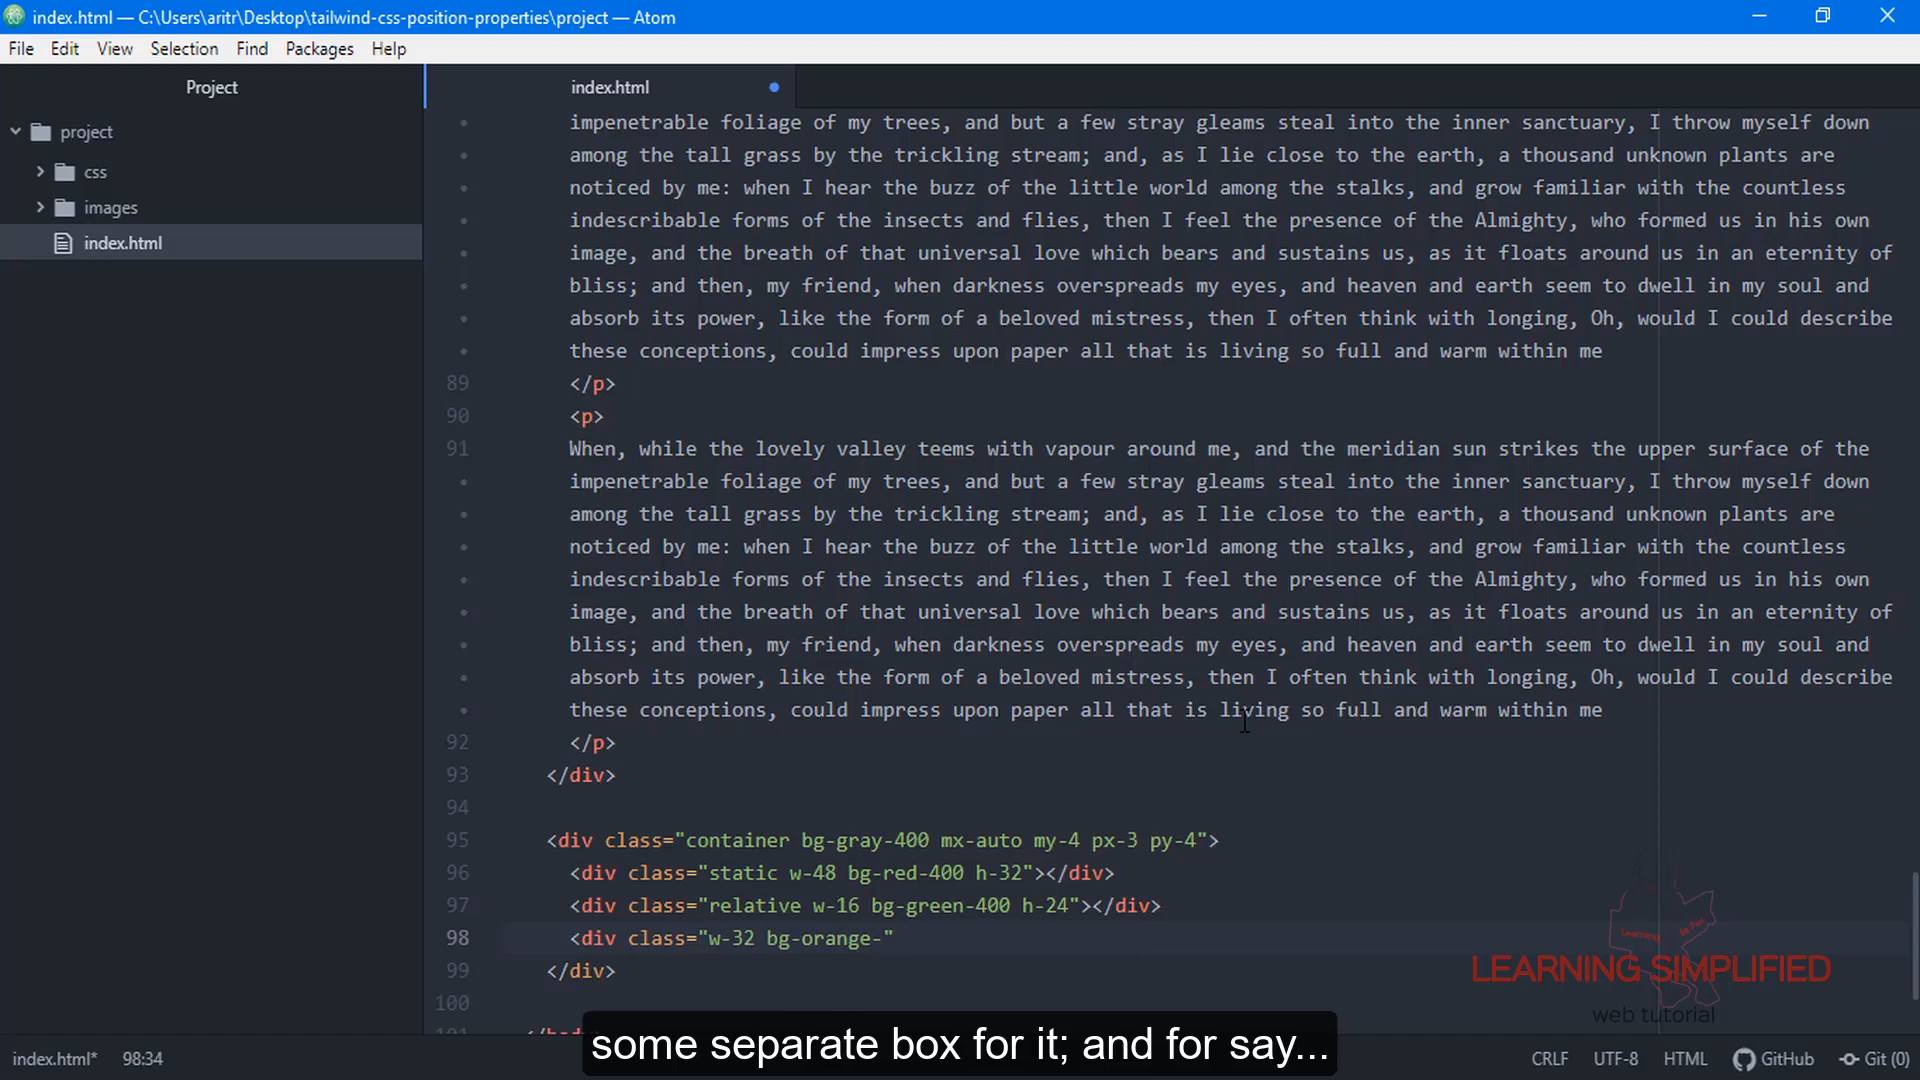 index.html — C:\Users\aritr\Desktop\tailwind-css-position-properties\project — Atom
File Edit View Selection Find Packages Help
Project
index.html
project
css
images
index.html
impenetrable foliage of my trees, and but a few stray gleams steal into the inner sanctuary, I throw myself down
among the tall grass by the trickling stream; and, as I lie close to the earth, a thousand unknown plants are
noticed by me: when I hear the buzz of the little world among the stalks, and grow familiar with the countless
indescribable forms of the insects and flies, then I feel the presence of the Almighty, who formed us in his own
image, and the breath of that universal love which bears and sustains us, as it floats around us in an eternity of
bliss; and then, my friend, when darkness overspreads my eyes, and heaven and earth seem to dwell in my soul and
absorb its power, like the form of a beloved mistress, then I often think with longing, Oh, would I could describe
these conceptions, could impress upon paper all that is living so full and warm within me
89 </p>
90 <p>
91 When, while the lovely valley teems with vapour around me, and the meridian sun strikes the upper surface of the
impenetrable foliage of my trees, and but a few stray gleams steal into the inner sanctuary, I throw myself down
among the tall grass by the trickling stream; and, as I lie close to the earth, a thousand unknown plants are
noticed by me: when I hear the buzz of the little world among the stalks, and grow familiar with the countless
indescribable forms of the insects and flies, then I feel the presence of the Almighty, who formed us in his own
image, and the breath of that universal love which bears and sustains us, as it floats around us in an eternity of
bliss; and then, my friend, when darkness overspreads my eyes, and heaven and earth seem to dwell in my soul and
absorb its power, like the form of a beloved mistress, then I often think with longing, Oh, would I could describe
these conceptions, could impress upon paper all that is living so full and warm within me
92 </p>
93 </div>
94
95 <div class="container bg-gray-400 mx-auto my-4 px-3 py-4">
96 <div class="static w-48 bg-red-400 h-32"></div>
97 <div class="relative w-16 bg-green-400 h-24"></div>
98 <div class="w-32 bg-orange-"
99 </div>
100
LEARNING SIMPLIFIED
web tutorial
some separate box for it; and for say...
index.html* 98:34 CRLF UTF-8 HTML GitHub Git (0)